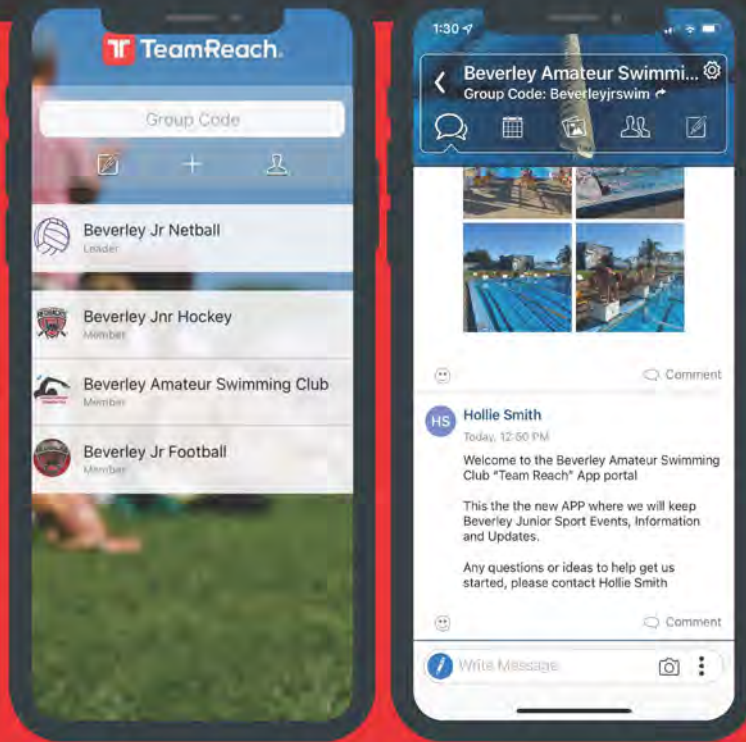 TeamReach
Group Code
Beverley Jr Netball
Leader
Beverley Jnr Hockey
Member
Beverley Amateur Swimming Club
Member
Beverley Jr Football
Member
1:30
Beverley Amateur Swimmi...
Group Code: Beverleyjrswim
Comment
HS
Hollie Smith
Today, 12:50 PM
Welcome to the Beverley Amateur Swimming
Club "Team Reach" App portal
This the the new APP where we will keep
Beverley Junior Sport Events, Information
and Updates.
Any questions or ideas to help get us
started, please contact Hollie Smith
Comment
Write Message